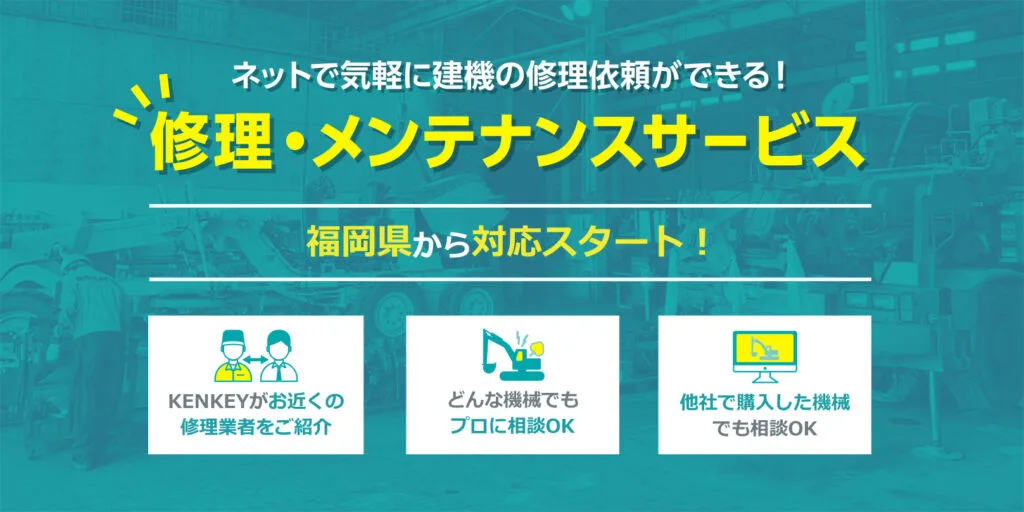 ネットで気軽に建機の修理依頼ができる!
修理・メンテナンスサービス
福岡県から対応スタート!
KENKEYがお近くの
修理業者をご紹介
どんな機械でも
プロに相談OK
他社で購入した機械
でも相談OK